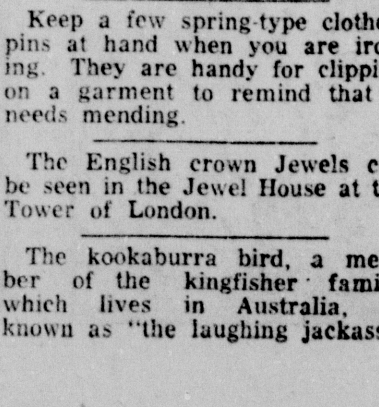 Keep a few spring-type cloth
pins at hand when you are ir
ing. They are handy for clippi
on a garment to remind that
needs mending.
The English crown Jewels c
be seen in the Jewel House at t
Tower of London.
The kookaburra bird, a me
ber of the kingfisher fami
which lives in Australia,
known as "the laughing jackass